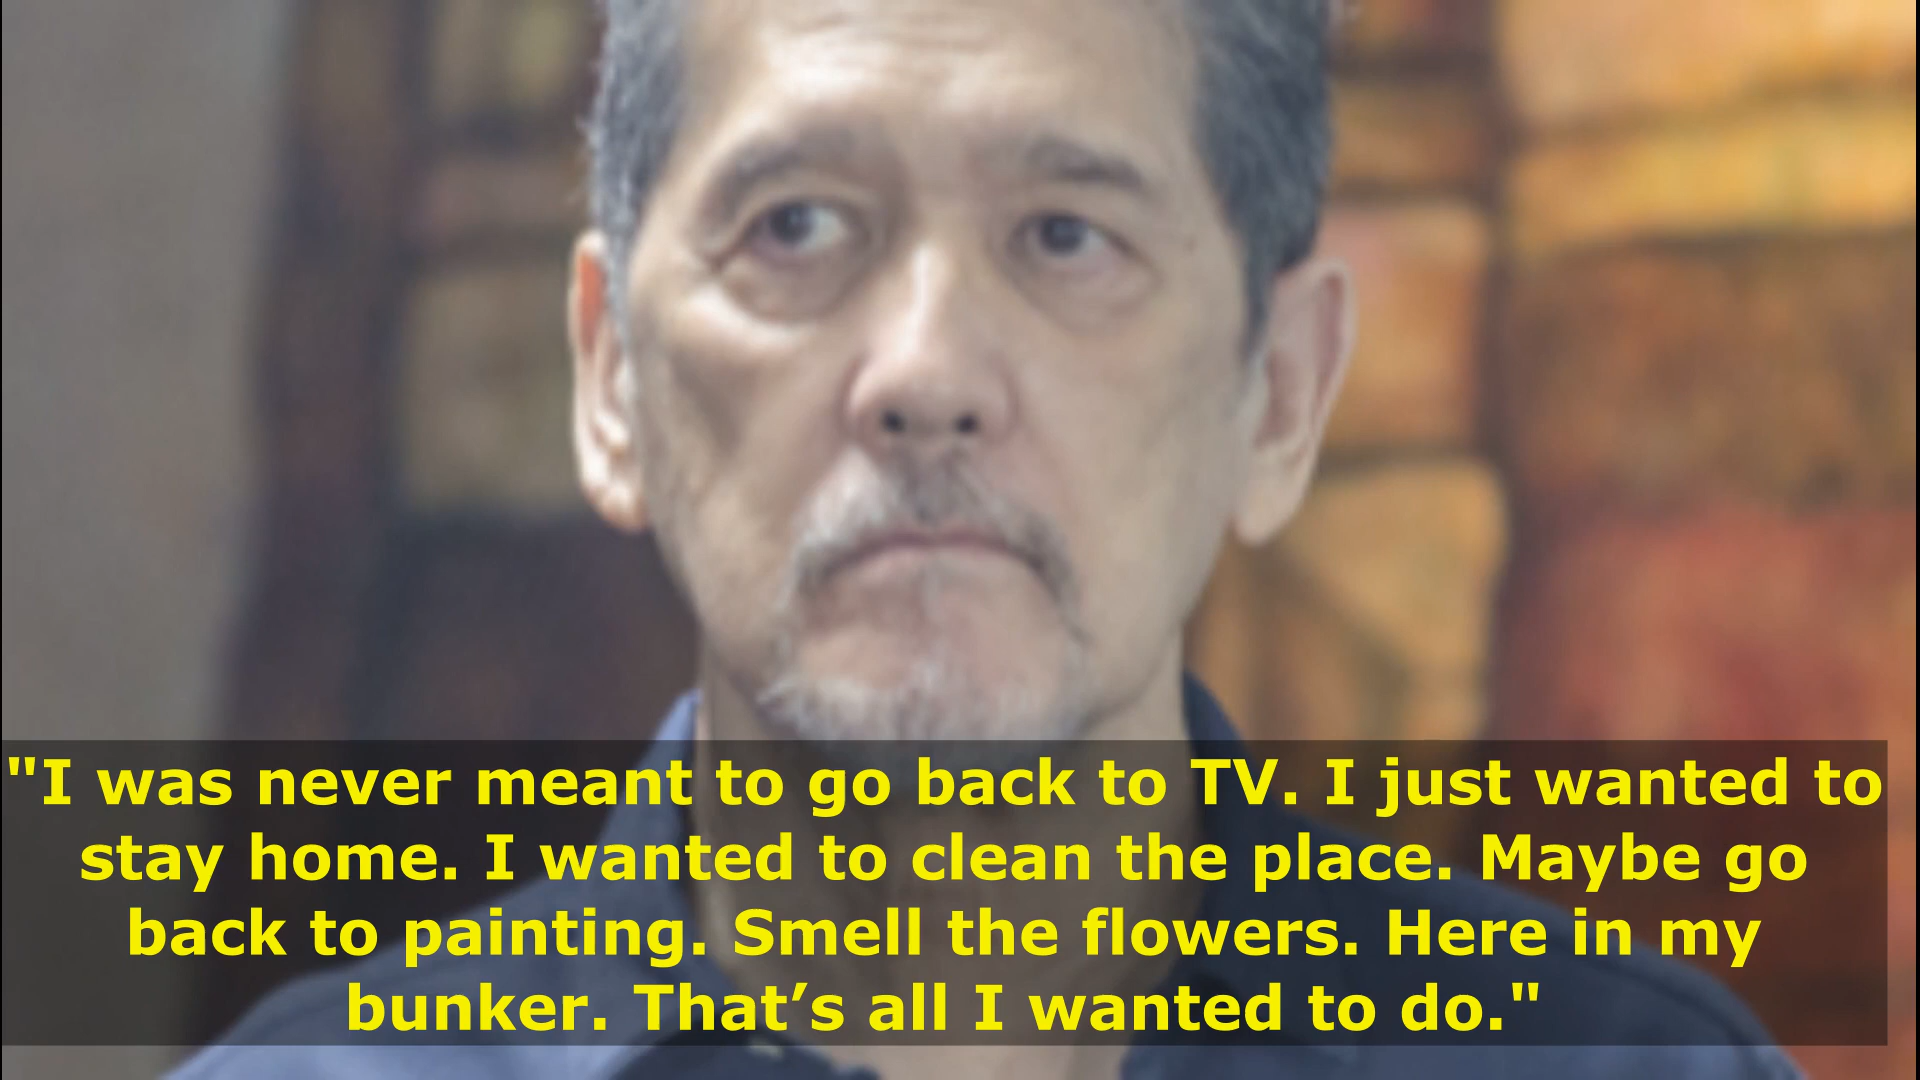 "I was never meant to go back to TV. I just wanted to
stay home. I wanted to clean the place. Maybe go
back to painting. Smell the flowers. Here in my
bunker. That’s all I wanted to do."